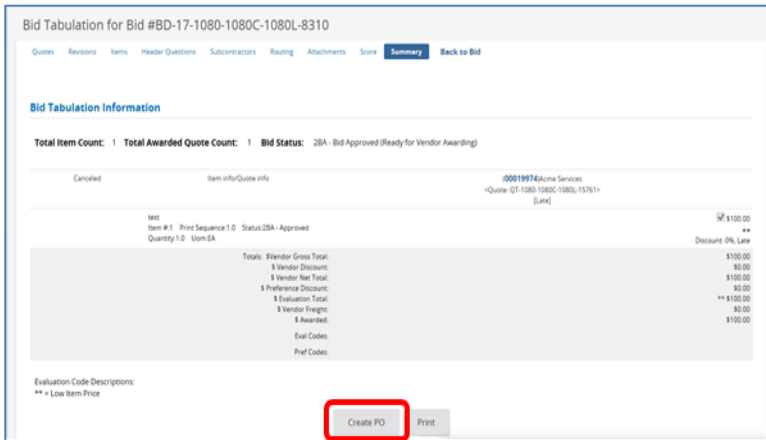 Bid Tabulation for Bid #BD-17-1080-1080C-1080L-8310
Quotes Revisions Items Header Questions Subcontractors Routing Attachments Score Summary Back to Bid
Bid Tabulation Information
Total Item Count: 1 Total Awarded Quote Count: 1 Bid Status: 2BA - Bid Approved (Ready for Vendor Awarding)
Canceled Item infor/Quote info (00019974)Acme Services
<Quote: QT-1080-1080C-1080L-15761>
[Late]
test $100.00
Item #:1 Print Sequence:1.0 Status:2BA - Approved **
Quantity:1.0 Uom:EA Discount: 0%, Late
Totals: $Vendor Gross Total: $100.00
$ Vendor Discount: $0.00
$ Vendor Net Total: $100.00
$ Preference Discount: $0.00
$ Evaluation Total: ** $100.00
$ Vendor Freight: $0.00
$ Awarded: $100.00
Eval Codes:
Pref Codes:
Evaluation Code Descriptions:
** = Low Item Price
Create PO Print